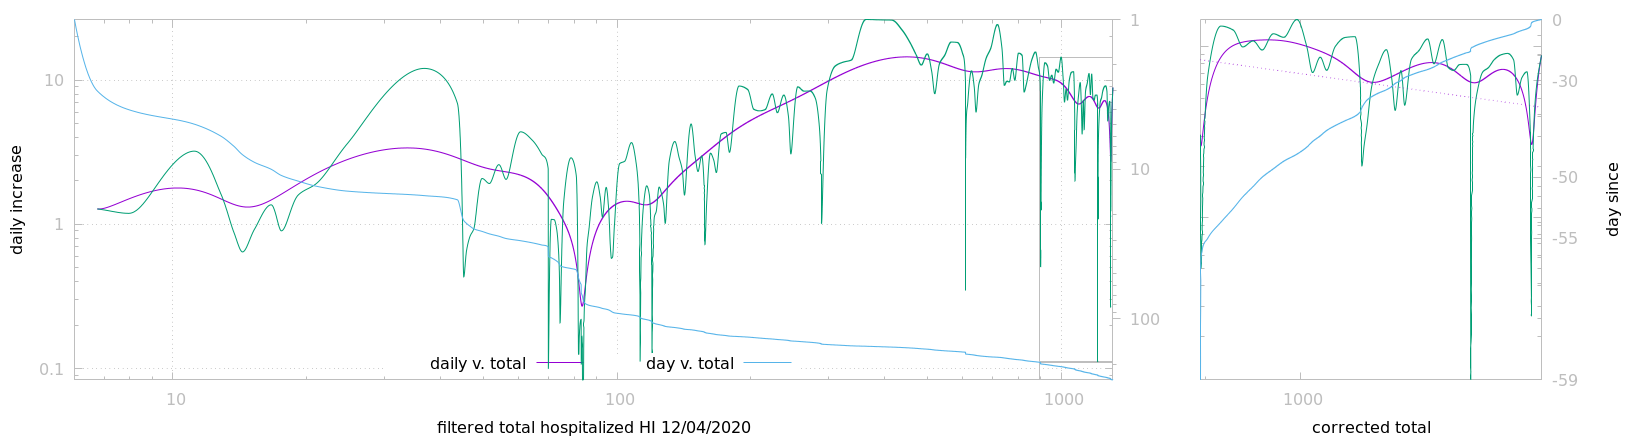 10
1
0.1
daily increase
daily v. total
day v. total
1
10
100
10
100
1000
filtered total hospitalized HI 12/04/2020
0
-30
-50
-55
-59
day since
1000
corrected total